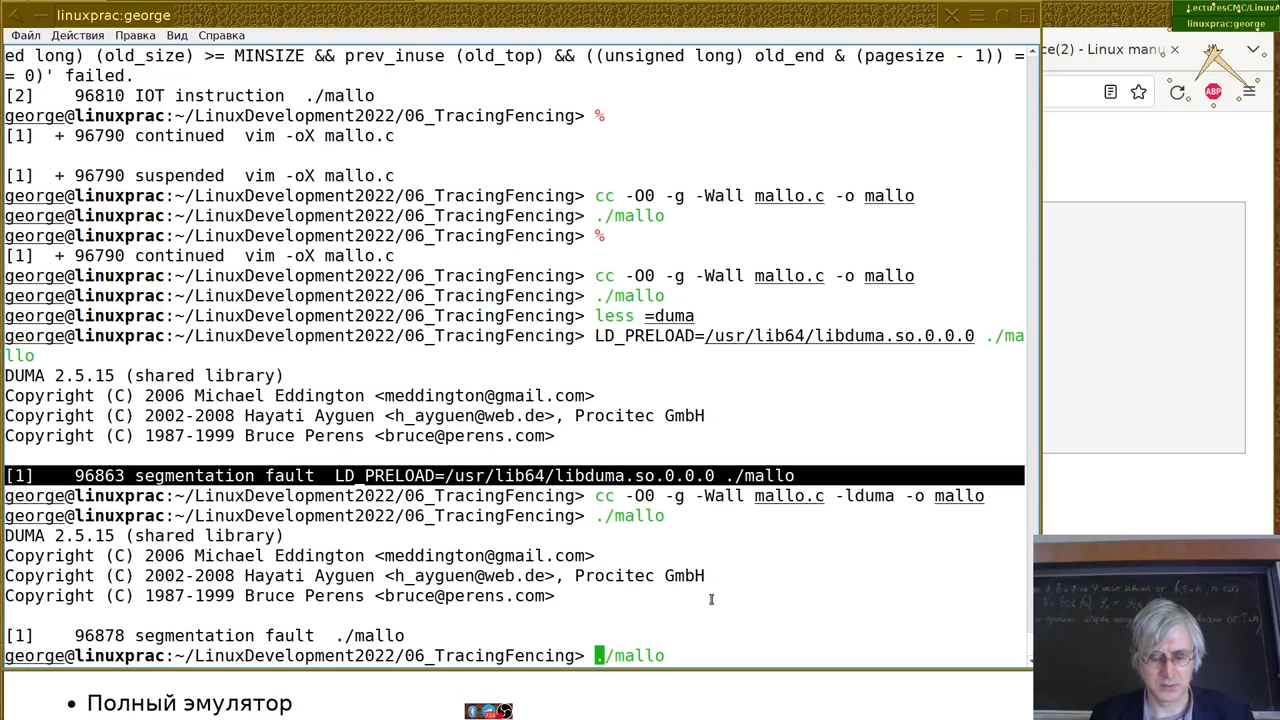 linuxprac:george
LecturesCMC/LinuxA
linuxprac:george
Файл Действия Правка Вид Справка
ce(2) - Linux manu
ABP
ed long) (old_size) >= MINSIZE && prev_inuse (old_top) && ((unsigned long) old_end & (pagesize - 1)) =
= 0)' failed.
[2] 96810 IOT instruction ./mallo
george@linuxprac:~/LinuxDevelopment2022/06_TracingFencing> %
[1] + 96790 continued vim -oX mallo.c
[1] + 96790 suspended vim -oX mallo.c
george@linuxprac:~/LinuxDevelopment2022/06_TracingFencing> cc -O0 -g -Wall mallo.c -o mallo
george@linuxprac:~/LinuxDevelopment2022/06_TracingFencing> ./mallo
george@linuxprac:~/LinuxDevelopment2022/06_TracingFencing> %
[1] + 96790 continued vim -oX mallo.c
george@linuxprac:~/LinuxDevelopment2022/06_TracingFencing> cc -O0 -g -Wall mallo.c -o mallo
george@linuxprac:~/LinuxDevelopment2022/06_TracingFencing> ./mallo
george@linuxprac:~/LinuxDevelopment2022/06_TracingFencing> less =duma
george@linuxprac:~/LinuxDevelopment2022/06_TracingFencing> LD_PRELOAD=/usr/lib64/libduma.so.0.0.0 ./ma
llo
DUMA 2.5.15 (shared library)
Copyright (C) 2006 Michael Eddington <meddington@gmail.com>
Copyright (C) 2002-2008 Hayati Ayguen <h_ayguen@web.de>, Procitec GmbH
Copyright (C) 1987-1999 Bruce Perens <bruce@perens.com>
[1] 96863 segmentation fault LD_PRELOAD=/usr/lib64/libduma.so.0.0.0 ./mallo
george@linuxprac:~/LinuxDevelopment2022/06_TracingFencing> cc -O0 -g -Wall mallo.c -lduma -o mallo
george@linuxprac:~/LinuxDevelopment2022/06_TracingFencing> ./mallo
DUMA 2.5.15 (shared library)
Copyright (C) 2006 Michael Eddington <meddington@gmail.com>
Copyright (C) 2002-2008 Hayati Ayguen <h_ayguen@web.de>, Procitec GmbH
Copyright (C) 1987-1999 Bruce Perens <bruce@perens.com>
[1] 96878 segmentation fault ./mallo
george@linuxprac:~/LinuxDevelopment2022/06_TracingFencing> ./mallo
• Полный эмулятор